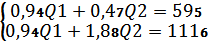 0,94Q1 + 0,47Q2 = 595
0,94Q1 + 1,88Q2 = 1116